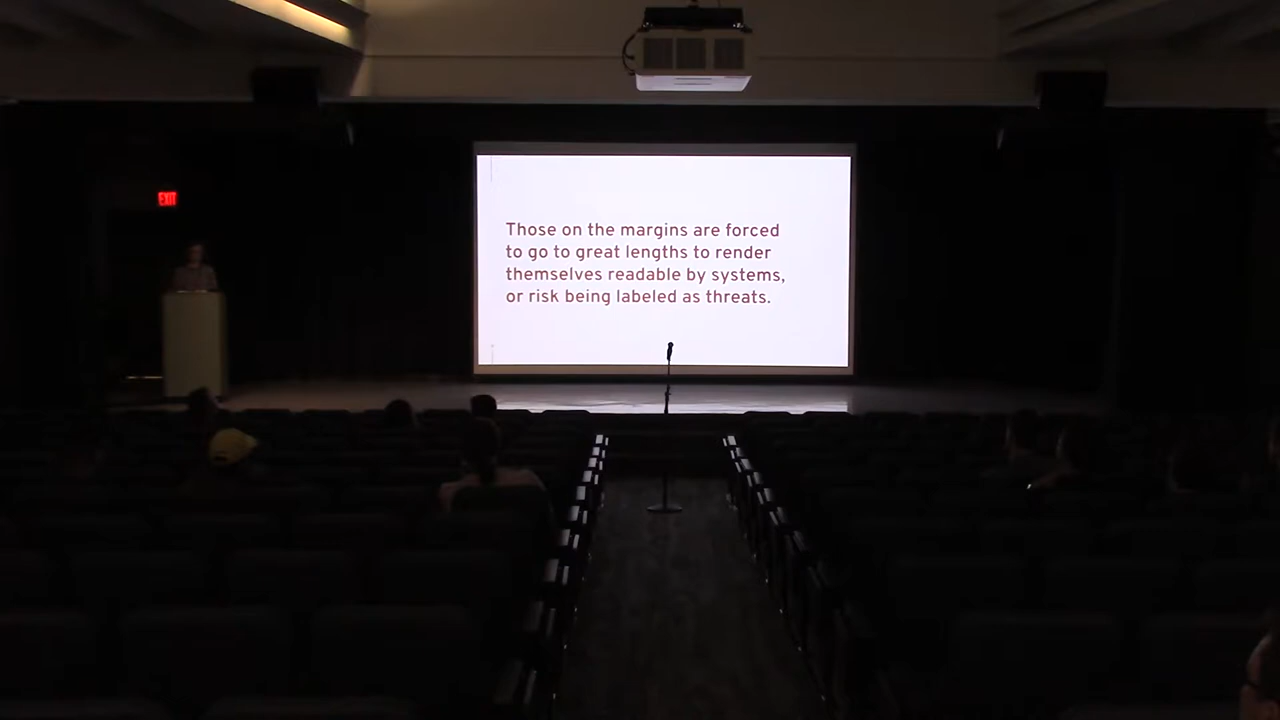 EXIT
Those on the margins are forced
to go to great lengths to render
themselves readable by systems,
or risk being labeled as threats.